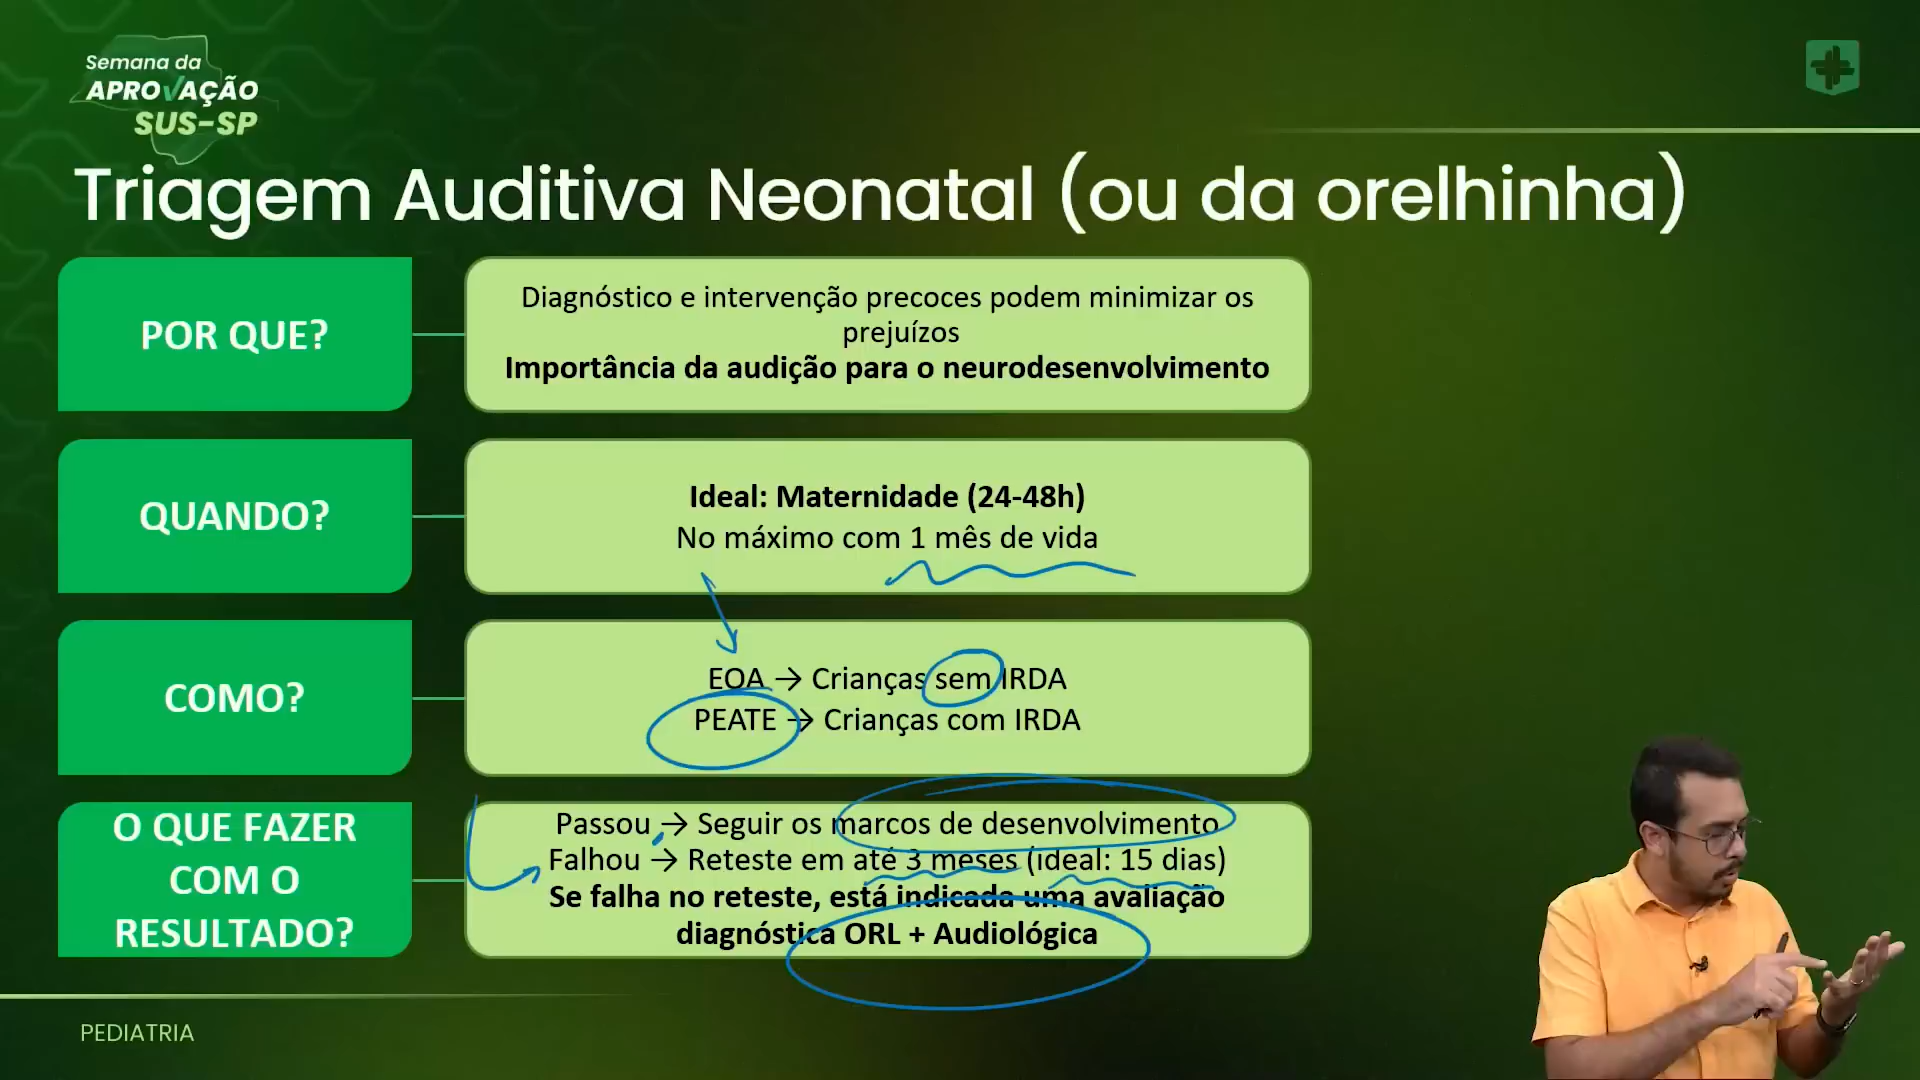 Semana da
APROVAÇÃO
SUS-SP
Triagem Auditiva Neonatal (ou da orelhinha)
POR QUE?
Diagnóstico e intervenção precoces podem minimizar os
prejuízos
Importância da audição para o neurodesenvolvimento
QUANDO?
Ideal: Maternidade (24-48h)
No máximo com 1 mês de vida
COMO?
EOA → Crianças sem IRDA
PEATE → Crianças com IRDA
O QUE FAZER
COM O
RESULTADO?
Passou → Seguir os marcos de desenvolvimento
Falhou → Reteste em até 3 meses (ideal: 15 dias)
Se falha no reteste, está indicada uma avaliação
diagnóstica ORL + Audiológica
PEDIATRIA